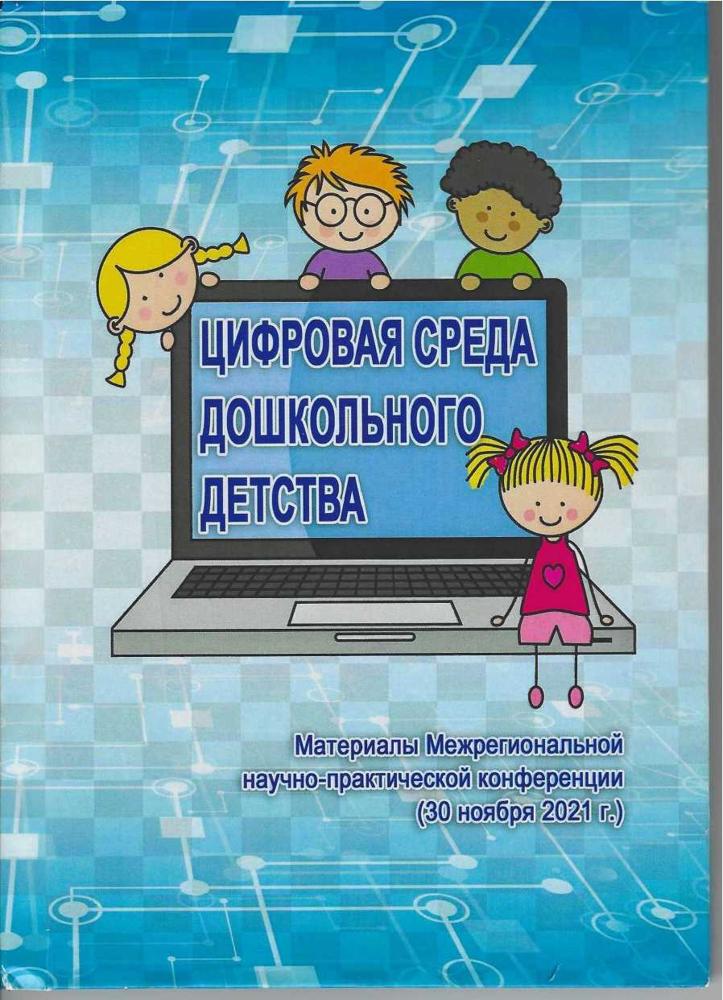 ЦИФРОВАЯ СРЕДА
ДОШКОЛЬНОГО
ДЕТСТВА
Материалы Межрегиональной
научно-практической конференции
(30 ноября 2021 г.)